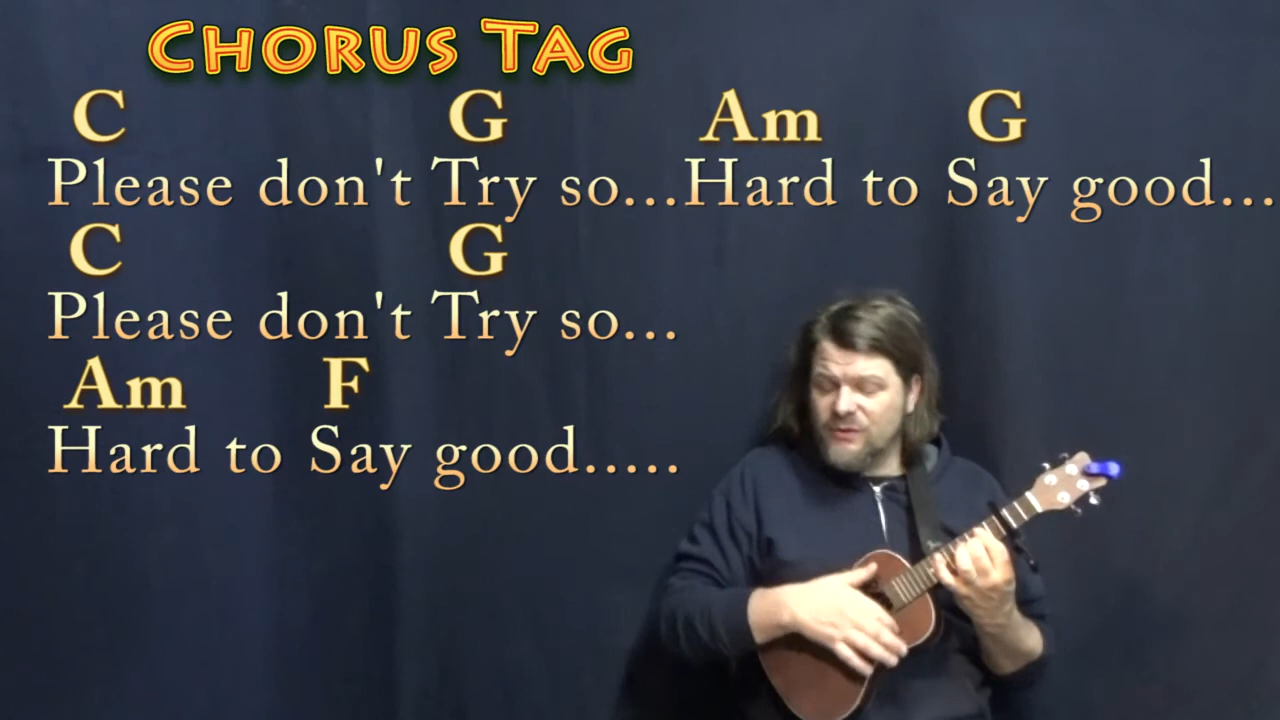 CHORUS TAG
C G Am G
Please don't Try so...Hard to Say good...
C G
Please don't Try so...
Am F
Hard to Say good.....